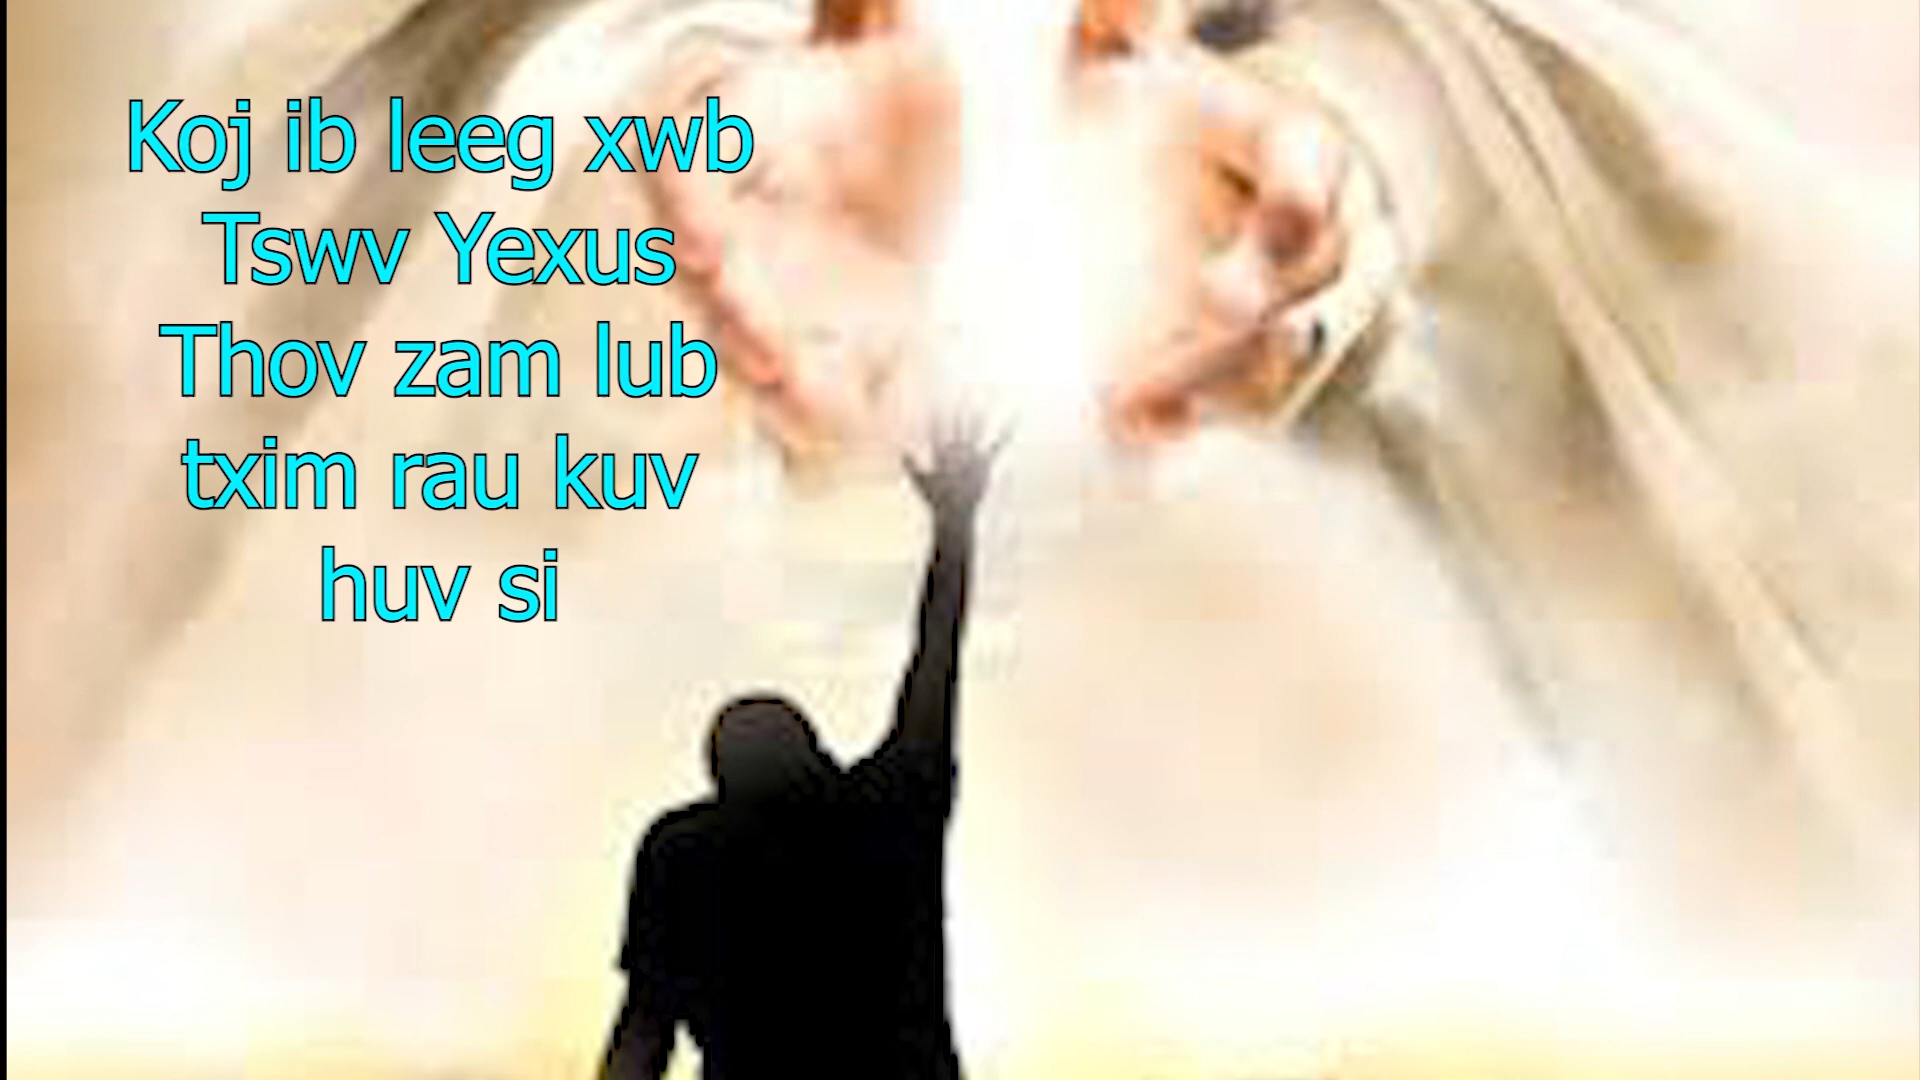 Koj ib leeg xwb
Tswv Yexus
Thov zam lub
txim rau kuv
huv si